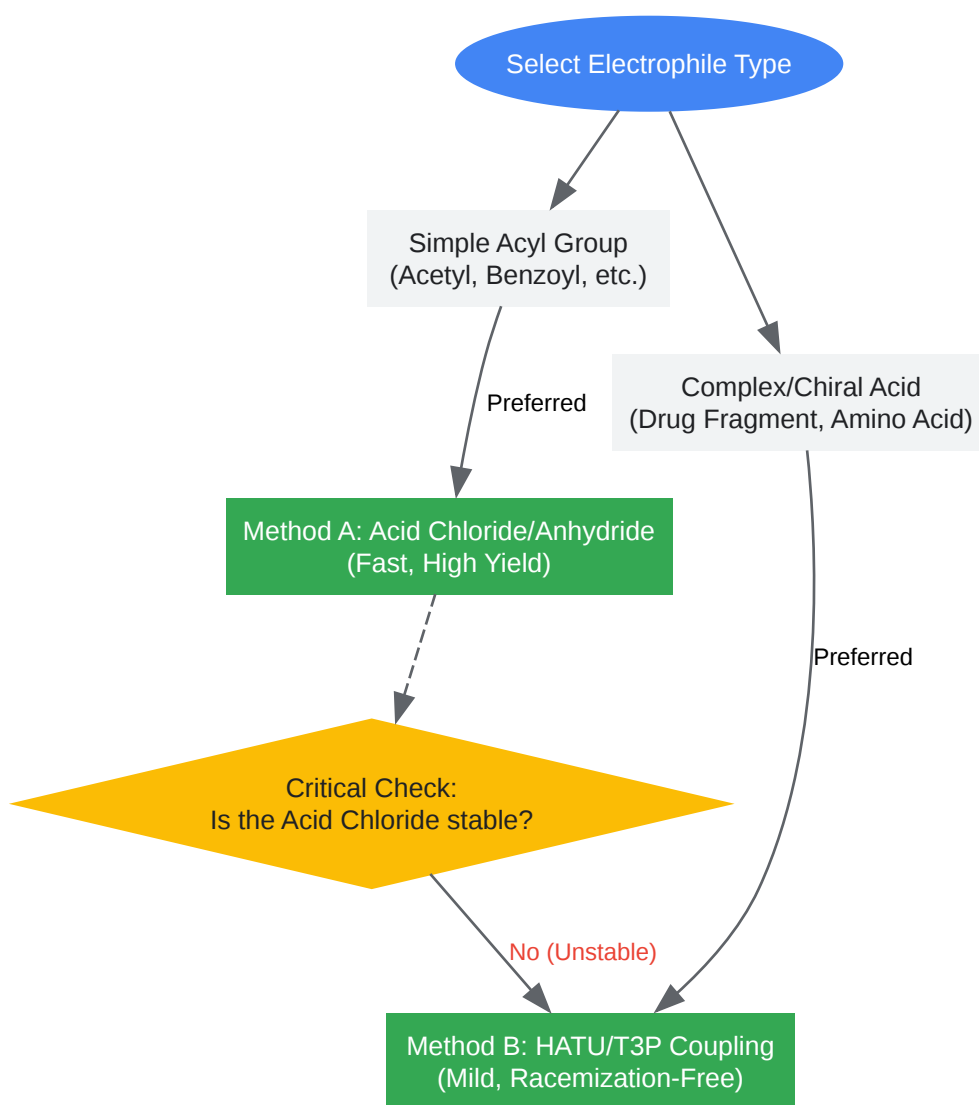 Select Electrophile Type
Simple Acyl Group
(Acetyl, Benzoyl, etc.)
Complex/Chiral Acid
(Drug Fragment, Amino Acid)
Preferred
Method A: Acid Chloride/Anhydride
(Fast, High Yield)
Preferred
Critical Check:
Is the Acid Chloride stable?
No (Unstable)
Method B: HATU/T3P Coupling
(Mild, Racemization-Free)